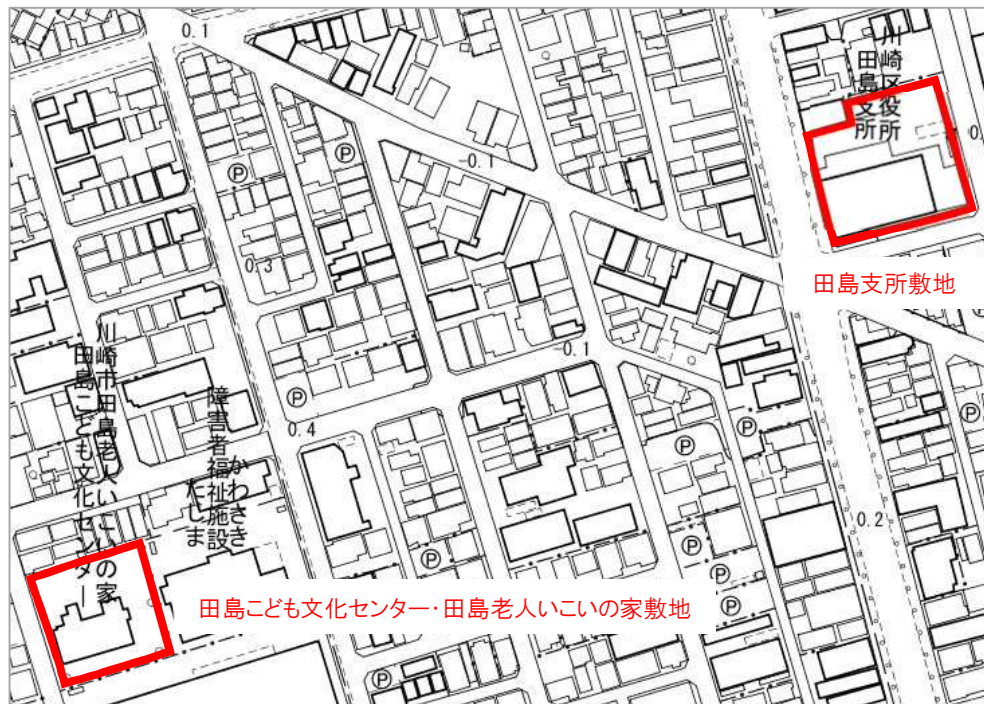 0.1
川崎区役所
田島支所
Ⓟ
Ⓟ
-0.1
田島支所敷地
0.3
川崎市田島老人いこいの家
田島こども文化センター
-0.1
Ⓟ
障害者福祉施設
かわさき
たじま
0.4
Ⓟ
Ⓟ
Ⓟ
0.2
Ⓟ
Ⓟ
Ⓟ
田島こども文化センター・田島老人いこいの家敷地
Ⓟ
Ⓟ